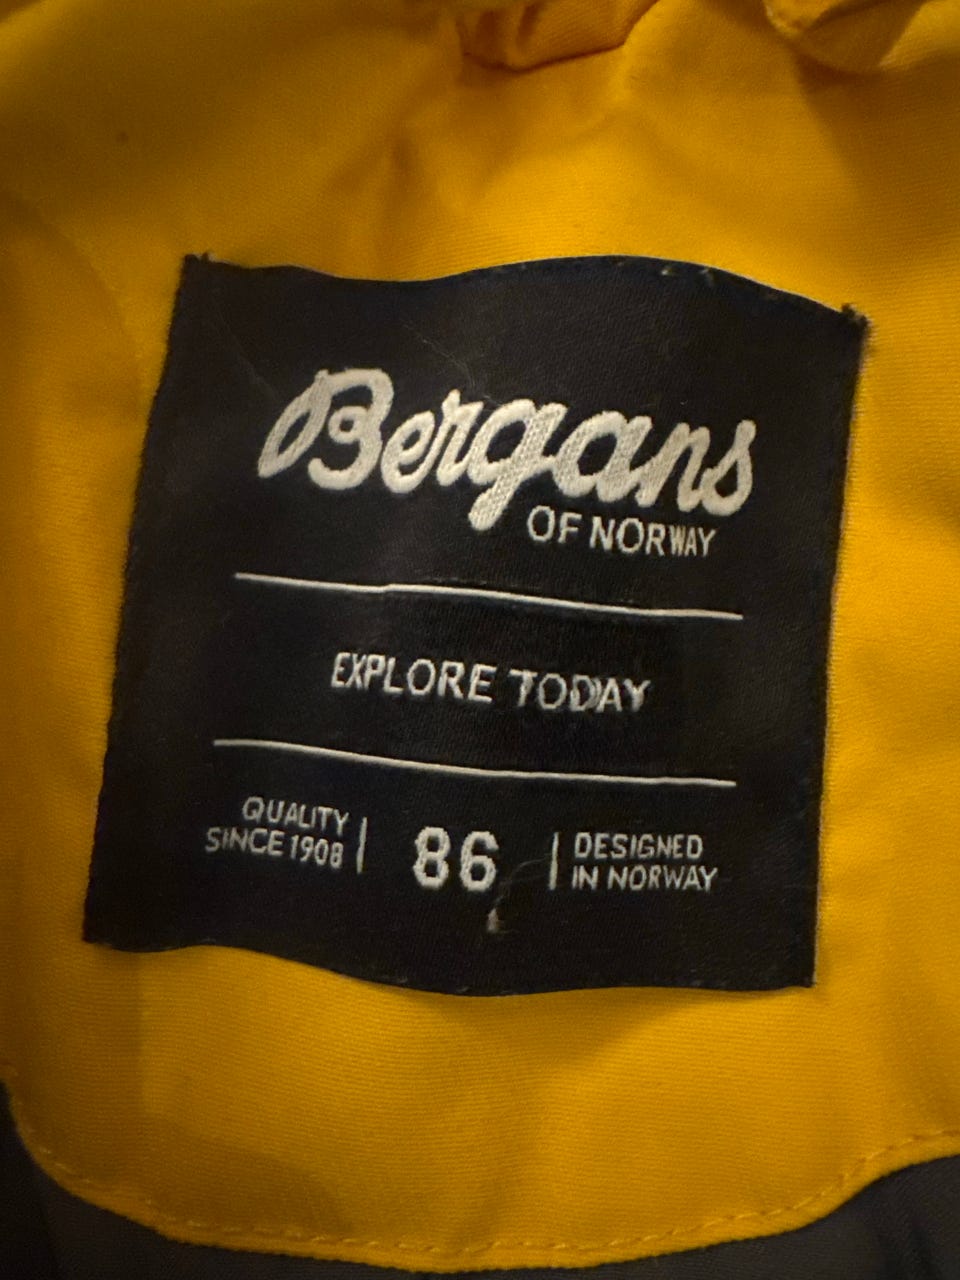 Bergans
OF NORWAY
EXPLORE TODAY
QUALITY
SINCE 1908
86
DESIGNED
IN NORWAY